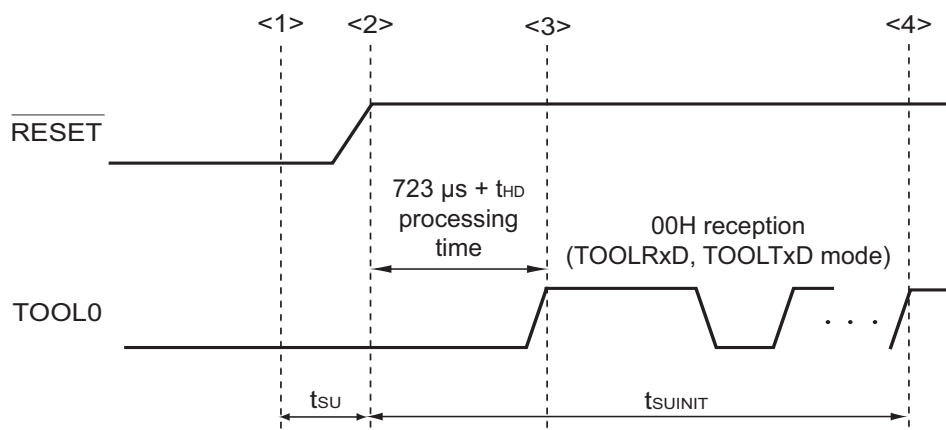 <1> <2> <3> <4>
RESET
723 µs + tHD
processing
time
00H reception
(TOOLRxD, TOOLTxD mode)
TOOL0
. . .
tSU
tSUINIT